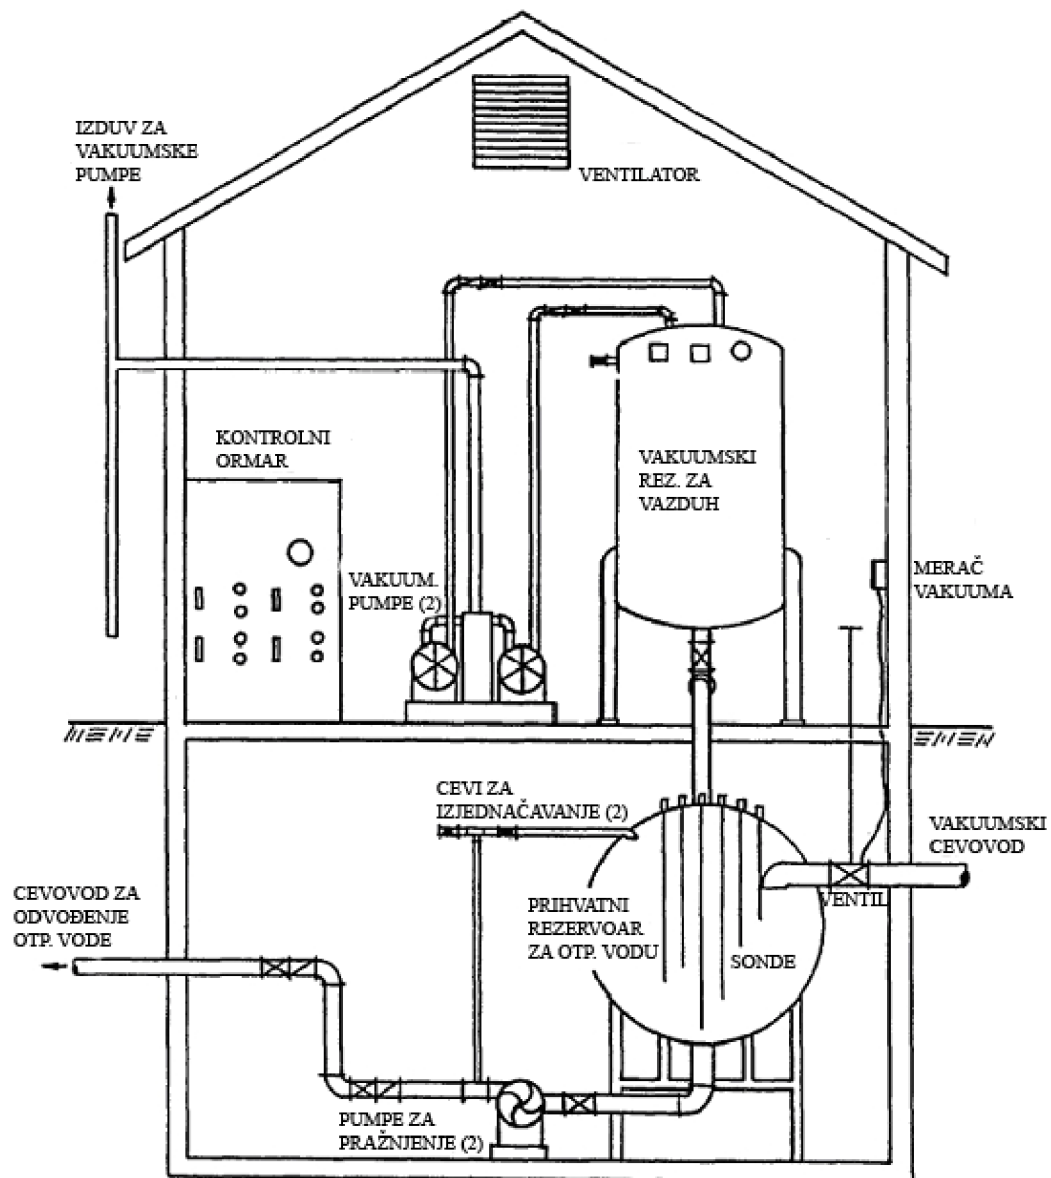 IZDUV ZA
VAKUUMSKE
PUMPE
VENTILATOR
KONTROLNI
ORMAR
VAKUUMSKI
REZ. ZA
VAZDUH
VAKUUM.
PUMPE (2)
MERAČ
VAKUUMA
CEVI ZA
IZJEDNAČAVANJE (2)
VAKUUMSKI
CEVOVOD
CEVOVOD ZA
ODVOĐENJE
OTP. VODE
PRIHVATNI
REZERVOAR
ZA OTP. VODU
VENTIL
SONDE
PUMPE ZA
PRAŽNJENJE (2)